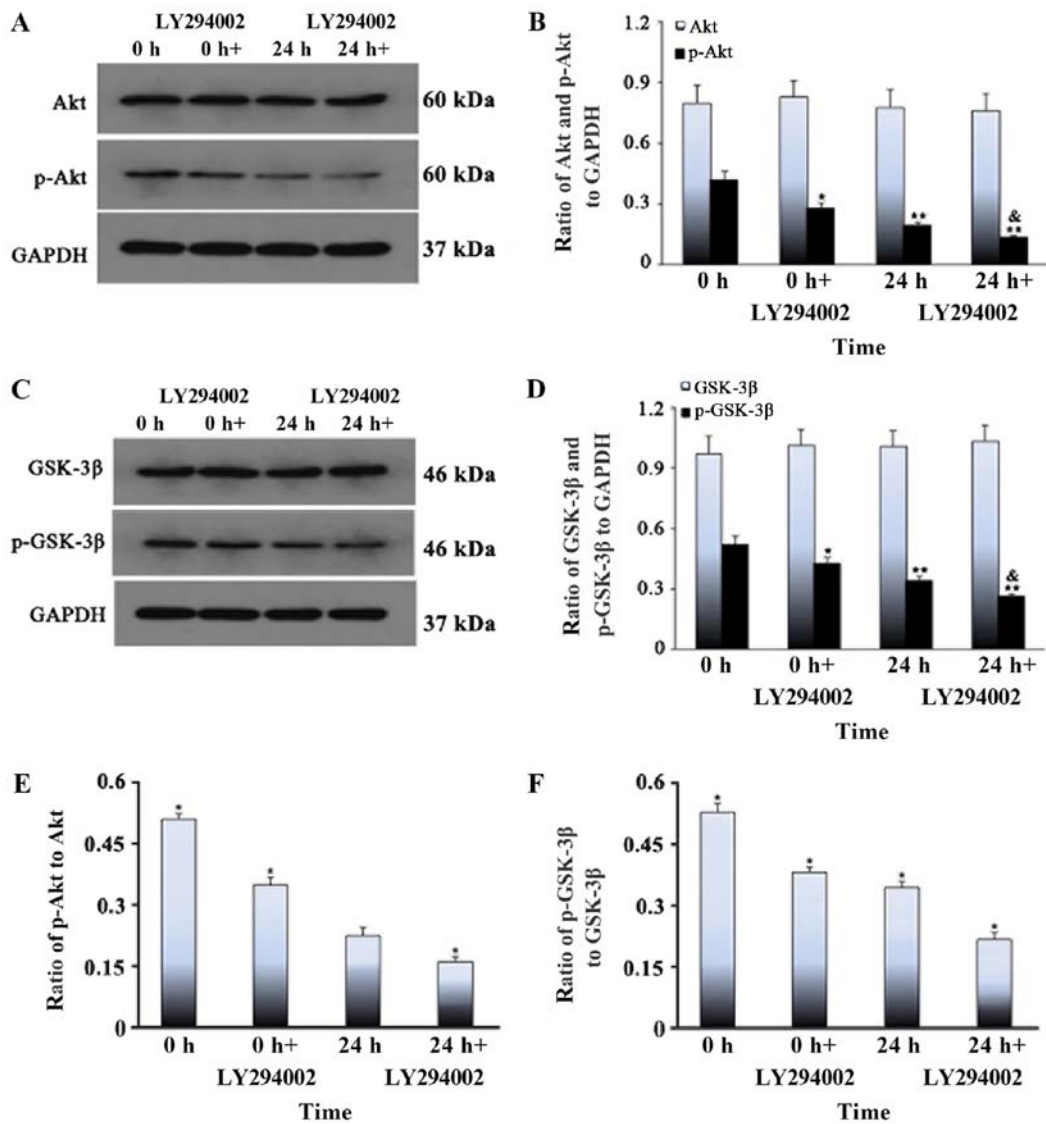 A
LY294002 LY294002
0 h 0 h+ 24 h 24 h+
Akt 60 kDa
p-Akt 60 kDa
GAPDH 37 kDa
B
Akt
p-Akt
Ratio of Akt and p-Akt
to GAPDH
1.2
0.9
0.6
0.3
0
*
**
&
**
0 h 0 h+ 24 h 24 h+
LY294002 LY294002
Time
C
LY294002 LY294002
0 h 0 h+ 24 h 24 h+
GSK-3β 46 kDa
p-GSK-3β 46 kDa
GAPDH 37 kDa
D
GSK-3β
p-GSK-3β
Ratio of GSK-3β and
p-GSK-3β to GAPDH
1.2
0.9
0.6
0.3
0
*
**
&
**
0 h 0 h+ 24 h 24 h+
LY294002 LY294002
Time
E
Ratio of p-Akt to Akt
0.6
0.45
0.3
0.15
0
*
*
*
0 h 0 h+ 24 h 24 h+
LY294002 LY294002
Time
F
Ratio of p-GSK-3β
to GSK-3β
0.6
0.45
0.3
0.15
0
*
*
*
*
0 h 0 h+ 24 h 24 h+
LY294002 LY294002
Time